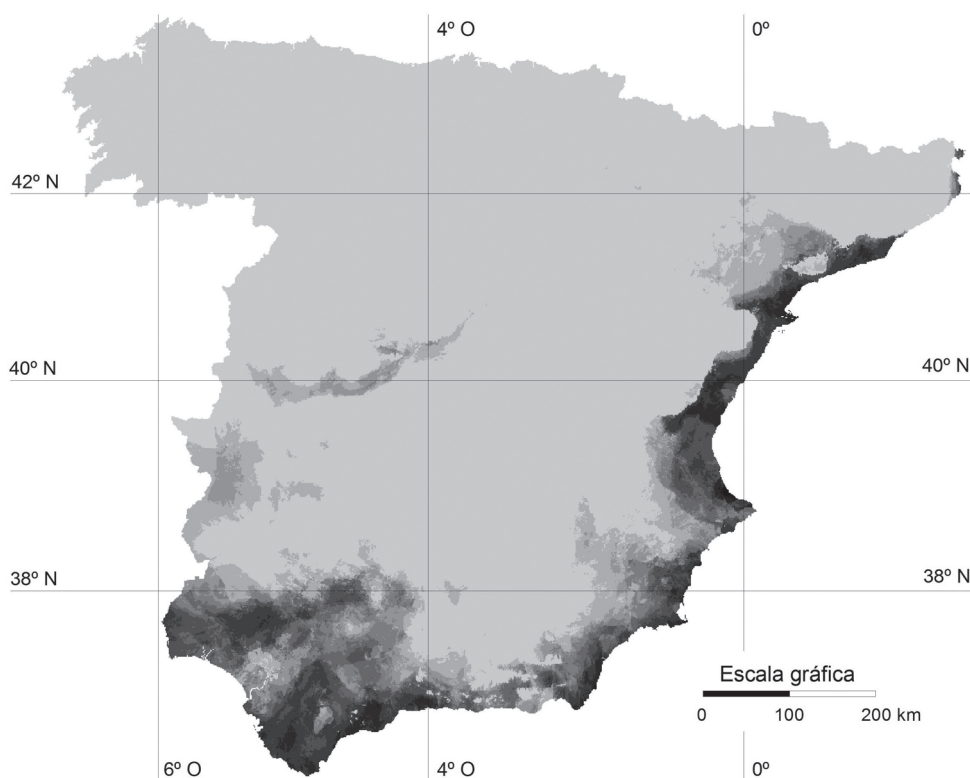 4º O
0º
42º N
40º N
40º N
38º N
38º N
Escala gráfica
0 100 200 km
6º O
4º O
0º